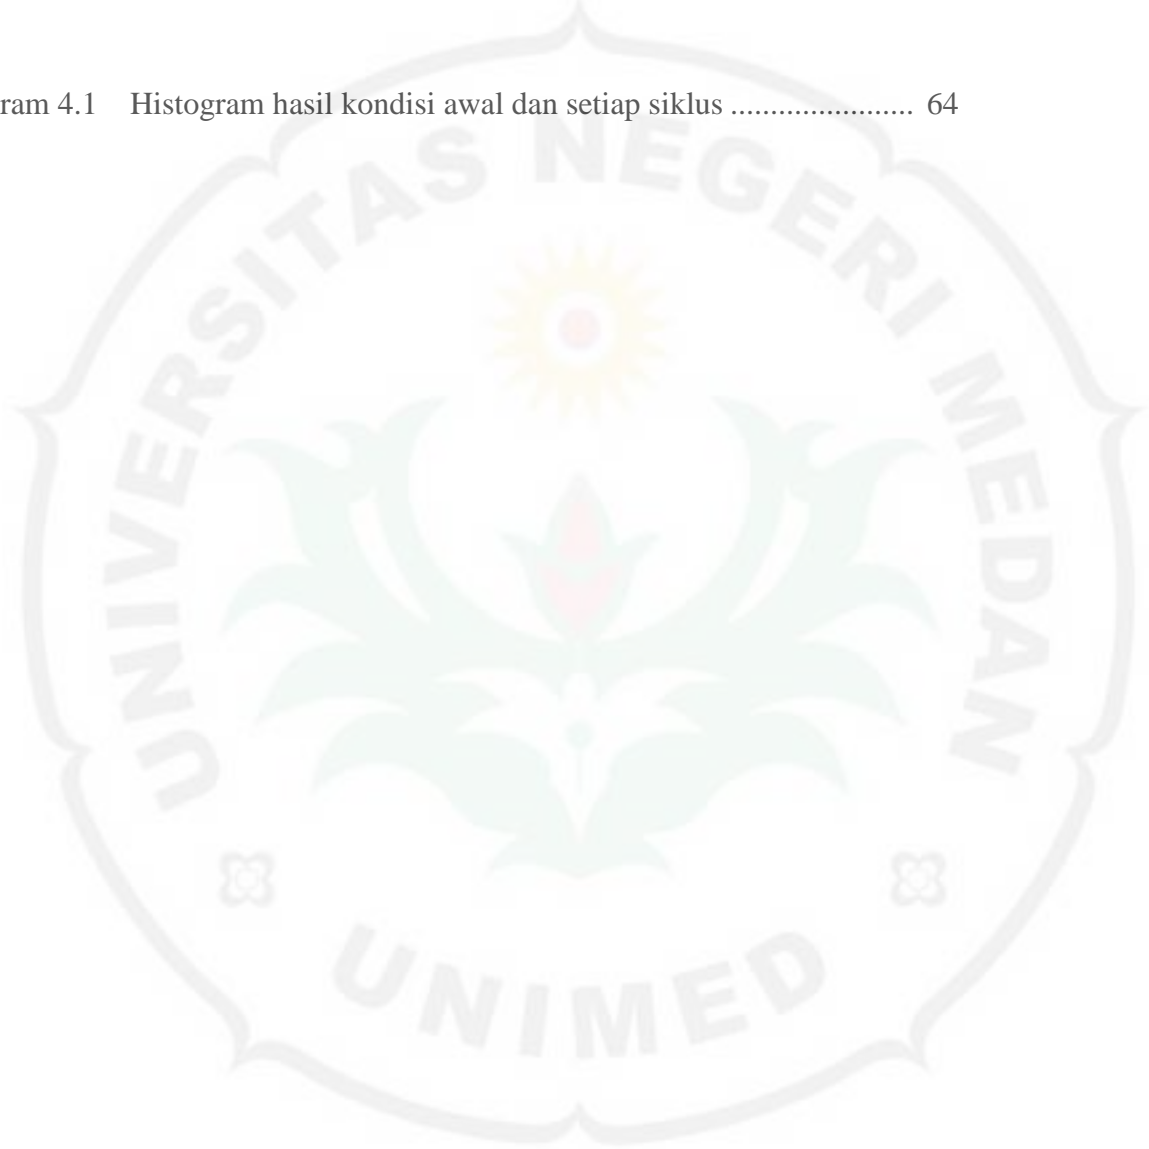 ram 4.1 Histogram hasil kondisi awal dan setiap siklus ....................... 64
UNIVERSITAS NEGERI MEDAN
UNIMED